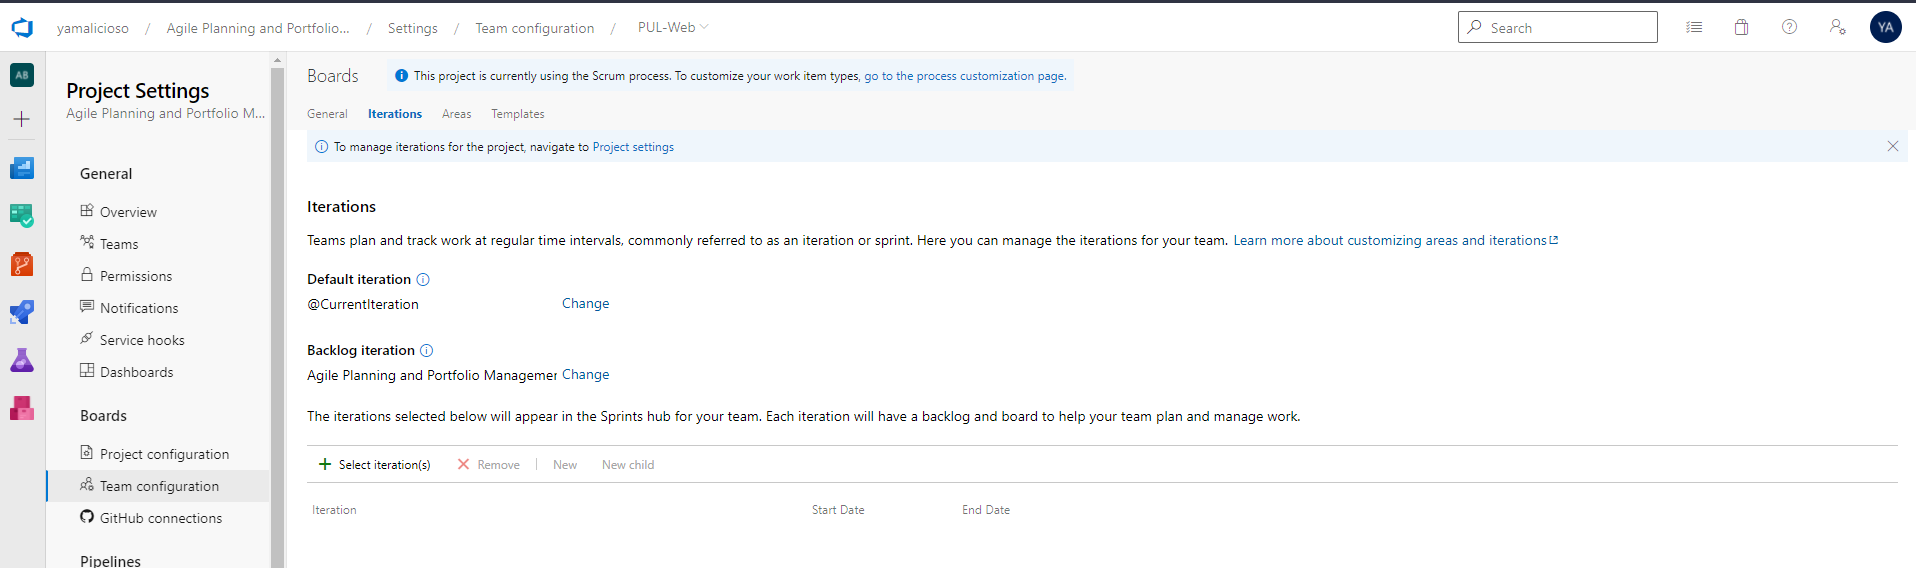 yamalicioso / Agile Planning and Portfolio... / Settings / Team configuration / PUL-Web
Search
YA
AB
Project Settings
Agile Planning and Portfolio M...
General
Overview
Teams
Permissions
Notifications
Service hooks
Dashboards
Boards
Project configuration
Team configuration
GitHub connections
Pipelines
Boards
This project is currently using the Scrum process. To customize your work item types, go to the process customization page.
General Iterations Areas Templates
To manage iterations for the project, navigate to Project settings
Iterations
Teams plan and track work at regular time intervals, commonly referred to as an iteration or sprint. Here you can manage the iterations for your team. Learn more about customizing areas and iterations
Default iteration
@CurrentIteration Change
Backlog iteration
Agile Planning and Portfolio Managemer Change
The iterations selected below will appear in the Sprints hub for your team. Each iteration will have a backlog and board to help your team plan and manage work.
Select iteration(s) Remove New New child
Iteration Start Date End Date